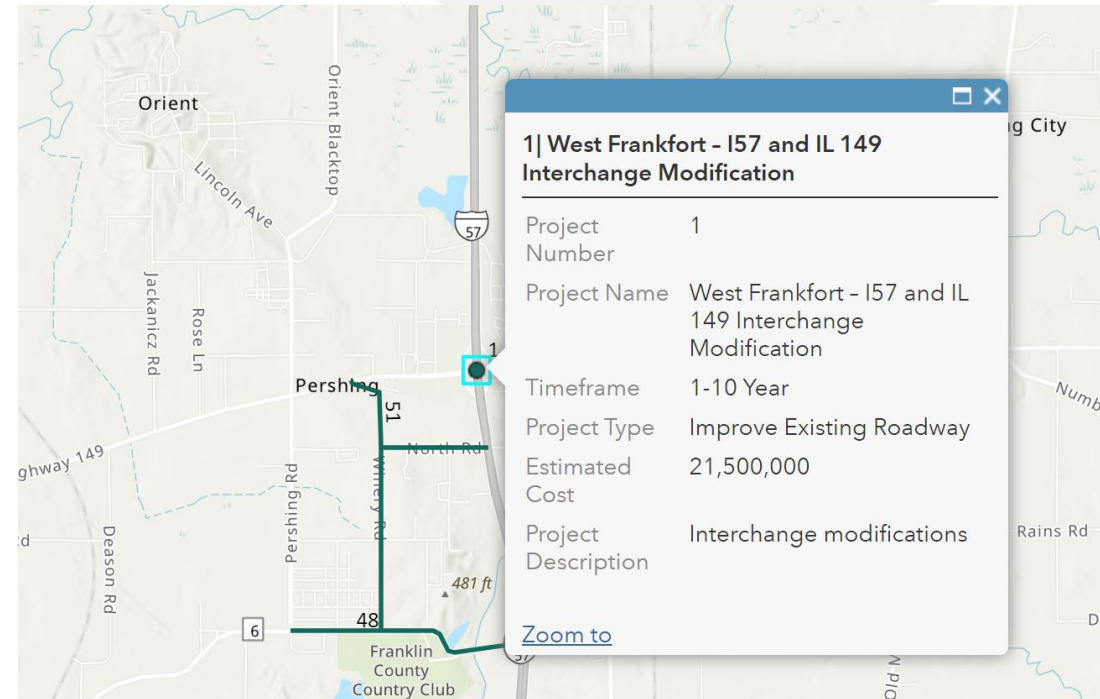 Orient
Orient Blacktop
Lincoln Ave
57
Jackanicz Rd
Rose Ln
1
Pershing
51
North Rd
Highway 149
Winery Rd
Pershing Rd
Deason Rd
481 ft
48
6
Franklin
County
Country Club
57
1| West Frankfort – I57 and IL 149
Interchange Modification
Project
Number
1
Project Name
West Frankfort – I57 and IL
149 Interchange
Modification
Timeframe
1-10 Year
Project Type
Improve Existing Roadway
Estimated
Cost
21,500,000
Project
Description
Interchange modifications
Zoom to
City
Rains Rd